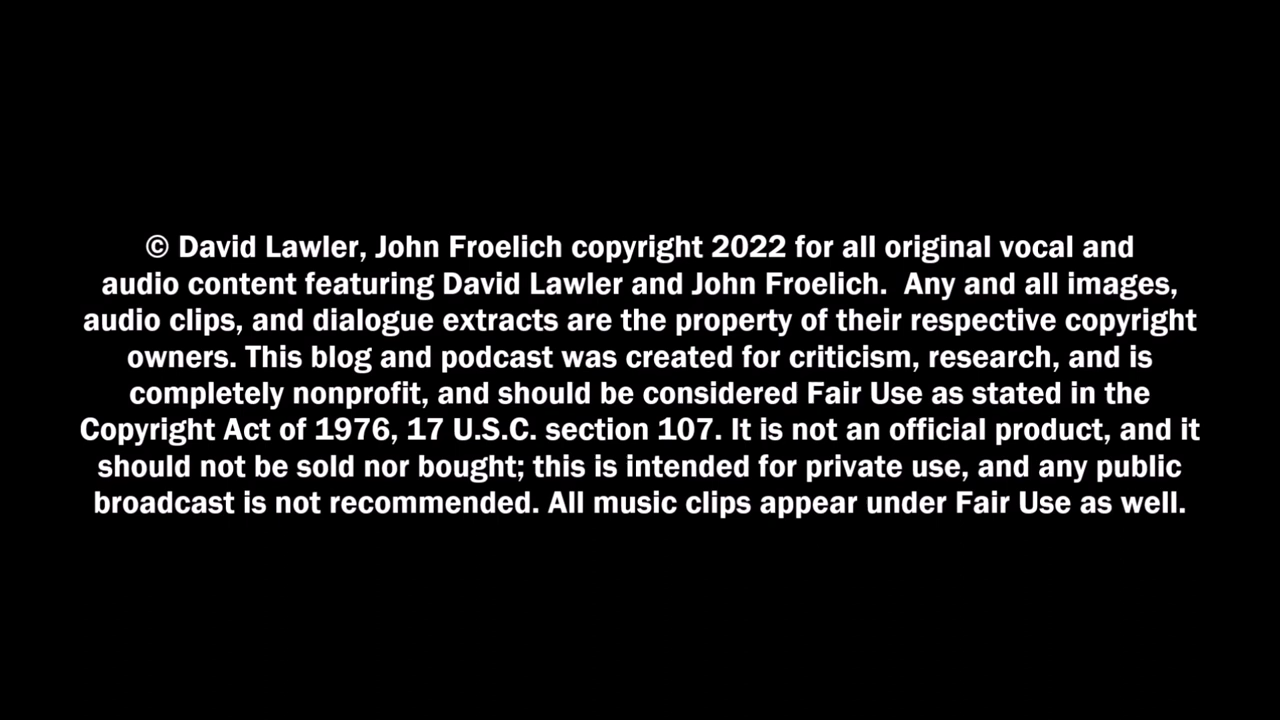 © David Lawler, John Froelich copyright 2022 for all original vocal and
audio content featuring David Lawler and John Froelich.  Any and all images,
audio clips, and dialogue extracts are the property of their respective copyright
owners. This blog and podcast was created for criticism, research, and is
completely nonprofit, and should be considered Fair Use as stated in the
Copyright Act of 1976, 17 U.S.C. section 107. It is not an official product, and it
should not be sold nor bought; this is intended for private use, and any public
broadcast is not recommended. All music clips appear under Fair Use as well.